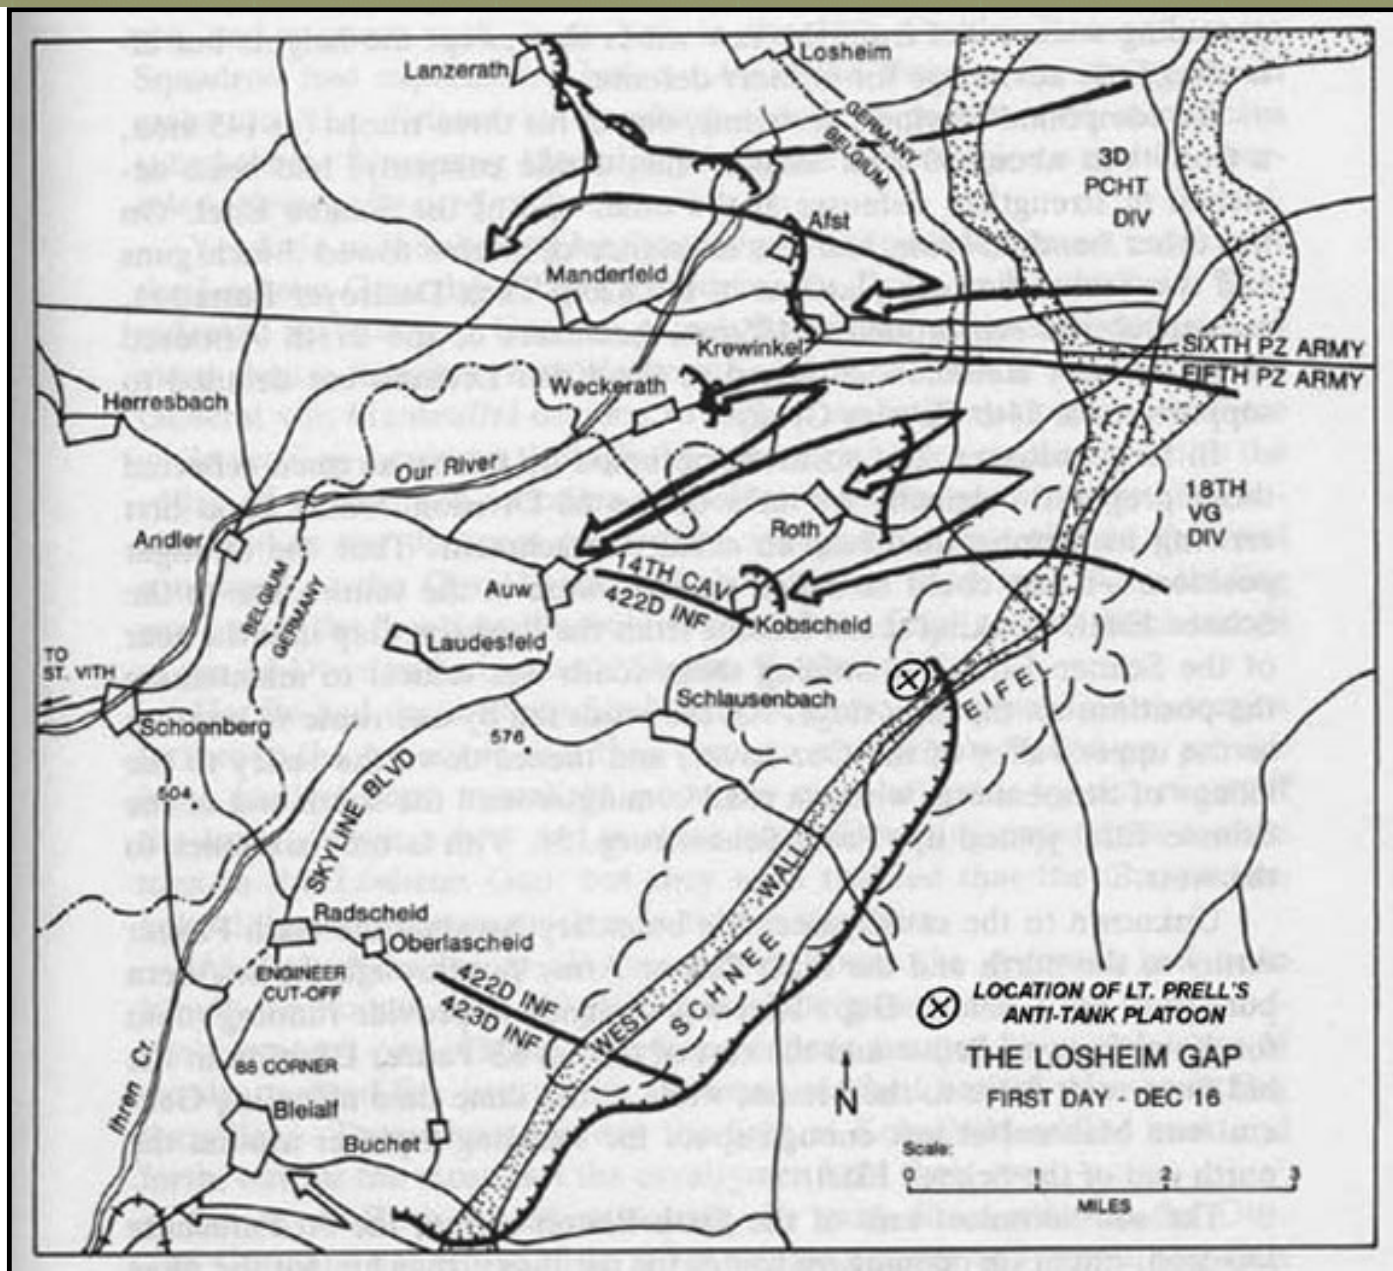 Lanzerath
Losheim
GERMANY
BELGIUM
3D
PCHT
DIV
Afst
Manderfeld
Krewinkel
SIXTH PZ ARMY
FIFTH PZ ARMY
Weckerath
Herresbach
Our River
18TH
VG
DIV
Roth
Andler
BELGIUM
GERMANY
14TH CAV
422D INF
Auw
Kobscheid
Laudesfeld
TO
ST. VITH
Schlausenbach
EIFEL
Schoenberg
576
504
SKYLINE BLVD
WEST WALL
SCHNEE
Radscheid
Oberlascheid
ENGINEER
CUT-OFF
422D INF
423D INF
LOCATION OF LT. PRELL'S
ANTI-TANK PLATOON
THE LOSHEIM GAP
FIRST DAY - DEC 16
N
88 CORNER
Ihren Cr.
Bleialf
Buchet
Scale:
0 1 2 3
MILES